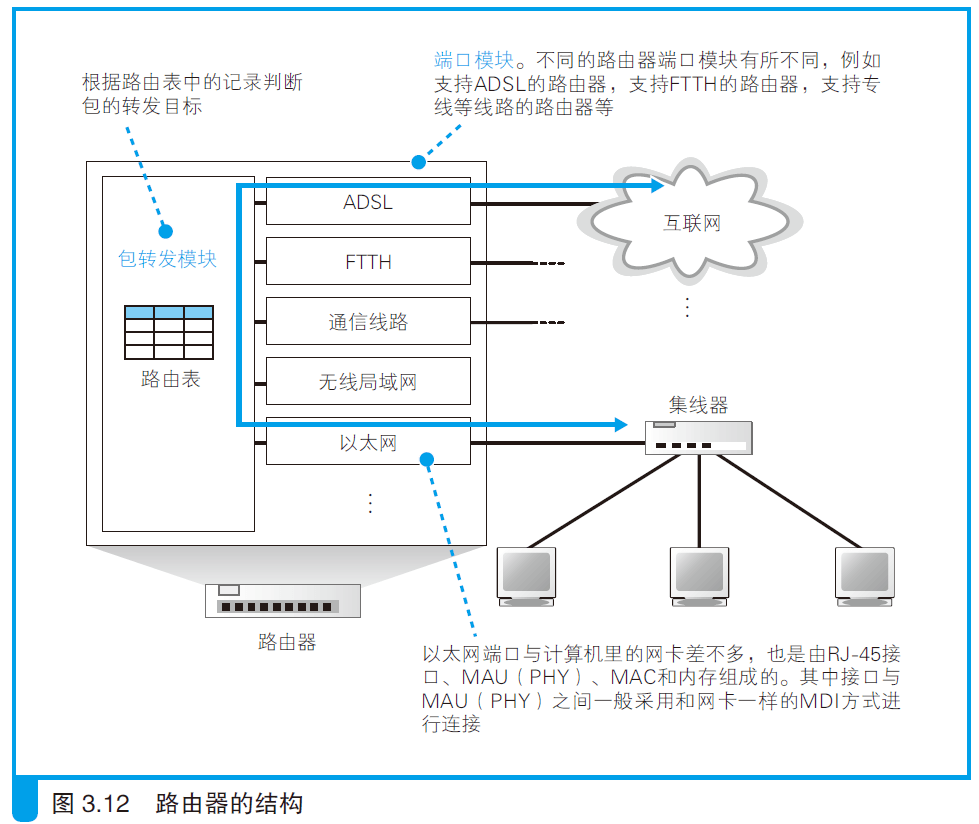 根据路由表中的记录判断
包的转发目标
端口模块。不同的路由器端口模块有所不同，例如
支持ADSL的路由器，支持FTTH的路由器，支持专
线等线路的路由器等
包转发模块
路由表
ADSL
FTTH
通信线路
无线局域网
以太网
⋮
互联网
⋮
集线器
路由器
以太网端口与计算机里的网卡差不多，也是由RJ-45接
口、MAU（PHY）、MAC和内存组成的。其中接口与
MAU（PHY）之间一般采用和网卡一样的MDI方式进
行连接
图 3.12　路由器的结构